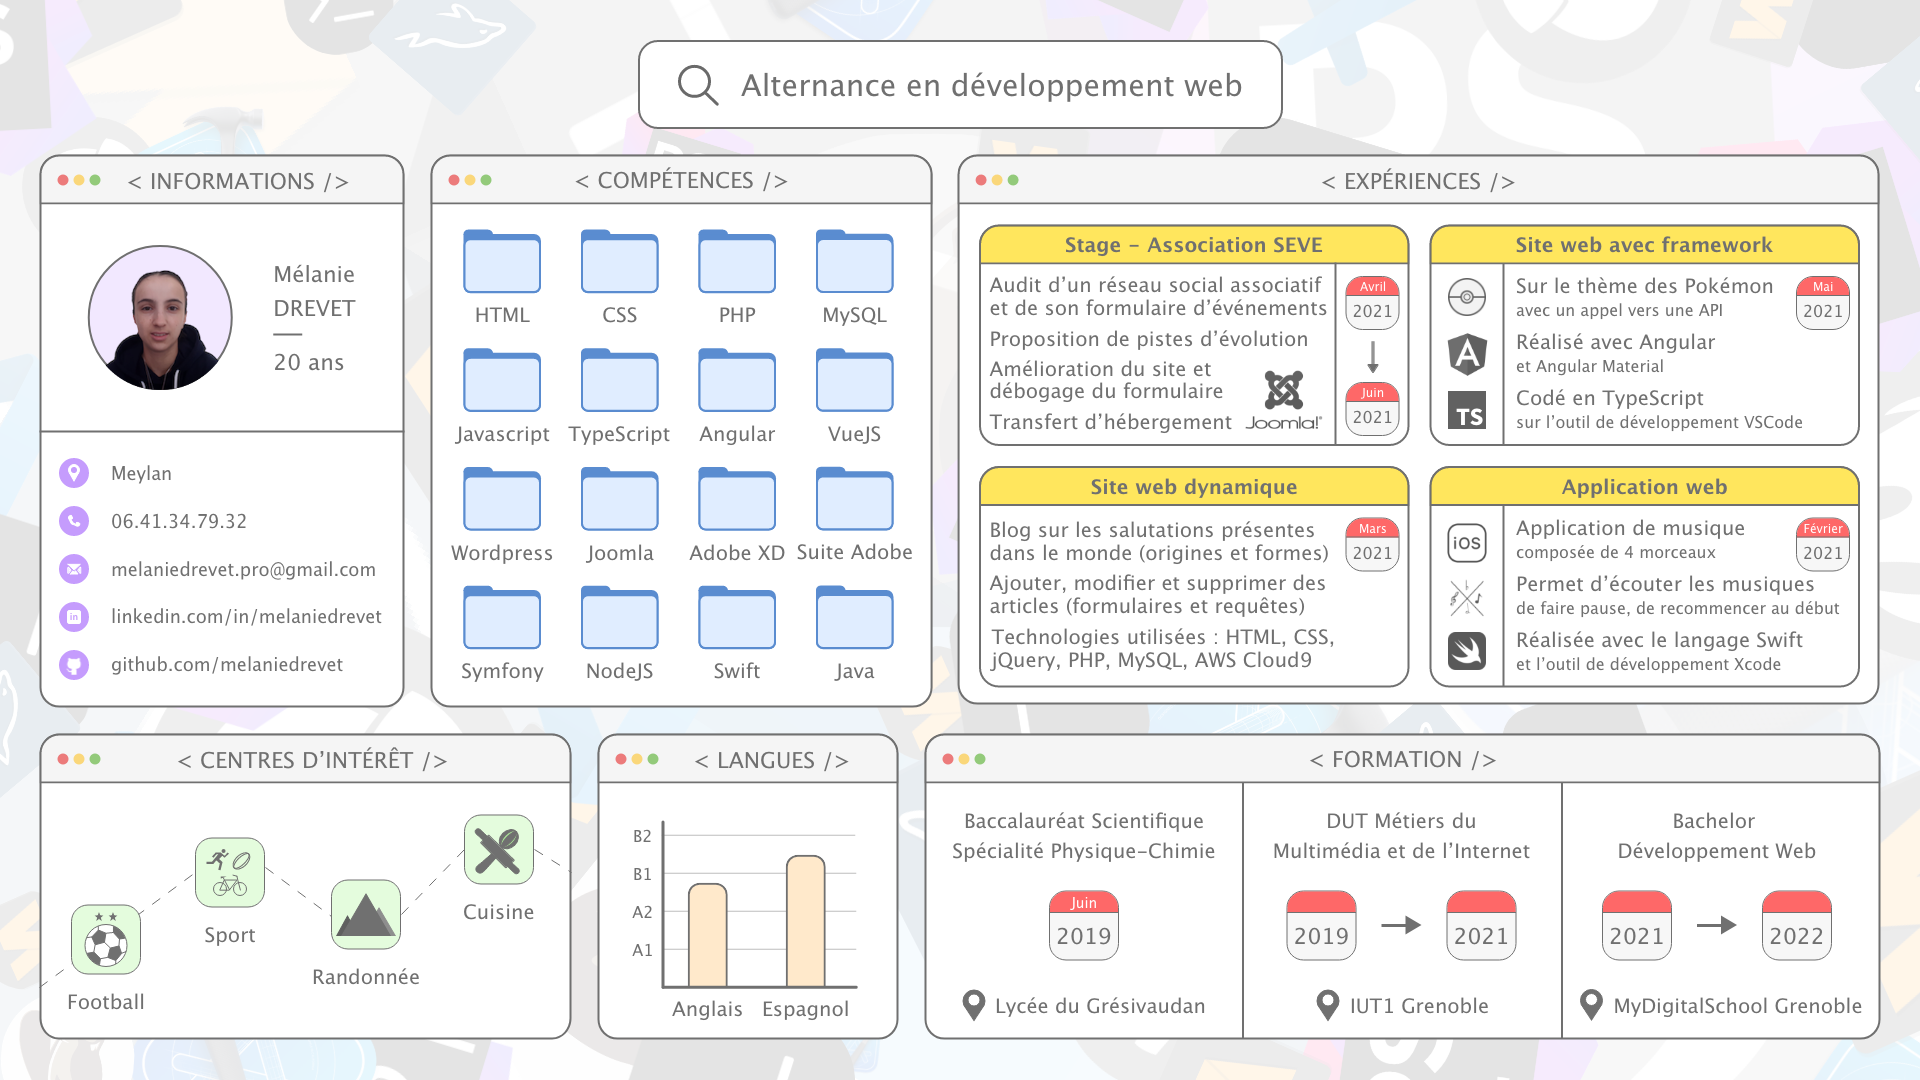 Alternance en développement web
< INFORMATIONS />
Mélanie
DREVET
20 ans
Meylan
06.41.34.79.32
melaniedrevet.pro@gmail.com
linkedin.com/in/melaniedrevet
github.com/melaniedrevet
< COMPÉTENCES />
HTML
CSS
PHP
MySQL
Javascript
TypeScript
Angular
VueJS
Wordpress
Joomla
Adobe XD
Suite Adobe
Symfony
NodeJS
Swift
Java
< EXPÉRIENCES />
Stage - Association SEVE
Audit d'un réseau social associatif
et de son formulaire d'événements
Proposition de pistes d'évolution
Amélioration du site et
débogage du formulaire
Transfert d'hébergement
Joomla!
Avril
2021
Juin
2021
Site web avec framework
Sur le thème des Pokémon
avec un appel vers une API
Mai
2021
A
Réalisé avec Angular
et Angular Material
TS
Codé en TypeScript
sur l'outil de développement VSCode
Site web dynamique
Blog sur les salutations présentes
dans le monde (origines et formes)
Mars
2021
Ajouter, modifier et supprimer des
articles (formulaires et requêtes)
Technologies utilisées : HTML, CSS,
jQuery, PHP, MySQL, AWS Cloud9
Application web
iOS
Application de musique
composée de 4 morceaux
Février
2021
Permet d'écouter les musiques
de faire pause, de recommencer au début
Réalisée avec le langage Swift
et l'outil de développement Xcode
< CENTRES D'INTÉRÊT />
Football
Sport
Randonnée
Cuisine
< LANGUES />
B2
B1
A2
A1
Anglais
Espagnol
< FORMATION />
Baccalauréat Scientifique
Spécialité Physique-Chimie
Juin
2019
Lycée du Grésivaudan
DUT Métiers du
Multimédia et de l'Internet
2019
2021
IUT1 Grenoble
Bachelor
Développement Web
2021
2022
MyDigitalSchool Grenoble